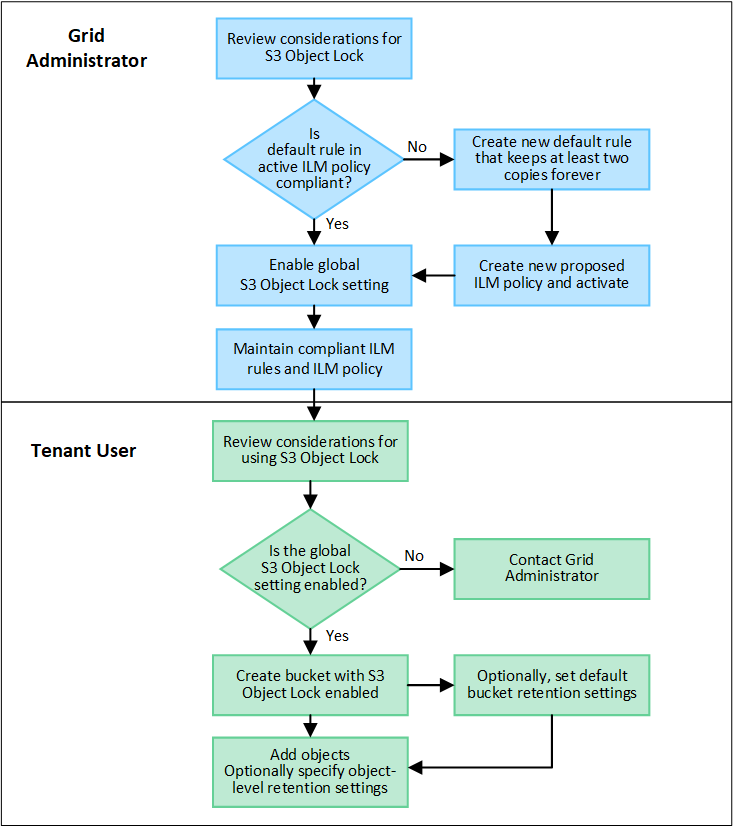 Grid
Administrator
Review considerations for
S3 Object Lock
Is
default rule in
active ILM policy
compliant?
No
Create new default rule
that keeps at least two
copies forever
Yes
Enable global
S3 Object Lock setting
Create new proposed
ILM policy and activate
Maintain compliant ILM
rules and ILM policy
Tenant User
Review considerations for
using S3 Object Lock
Is the global
S3 Object Lock
setting enabled?
No
Contact Grid
Administrator
Yes
Create bucket with S3
Object Lock enabled
Optionally, set default
bucket retention settings
Add objects
Optionally specify object-
level retention settings